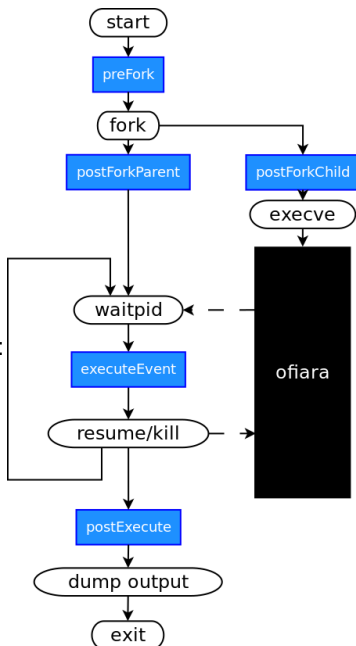 start
preFork
fork
postForkParent
postForkChild
execve
waitpid
executeEvent
ofiara
resume/kill
postExecute
dump output
exit